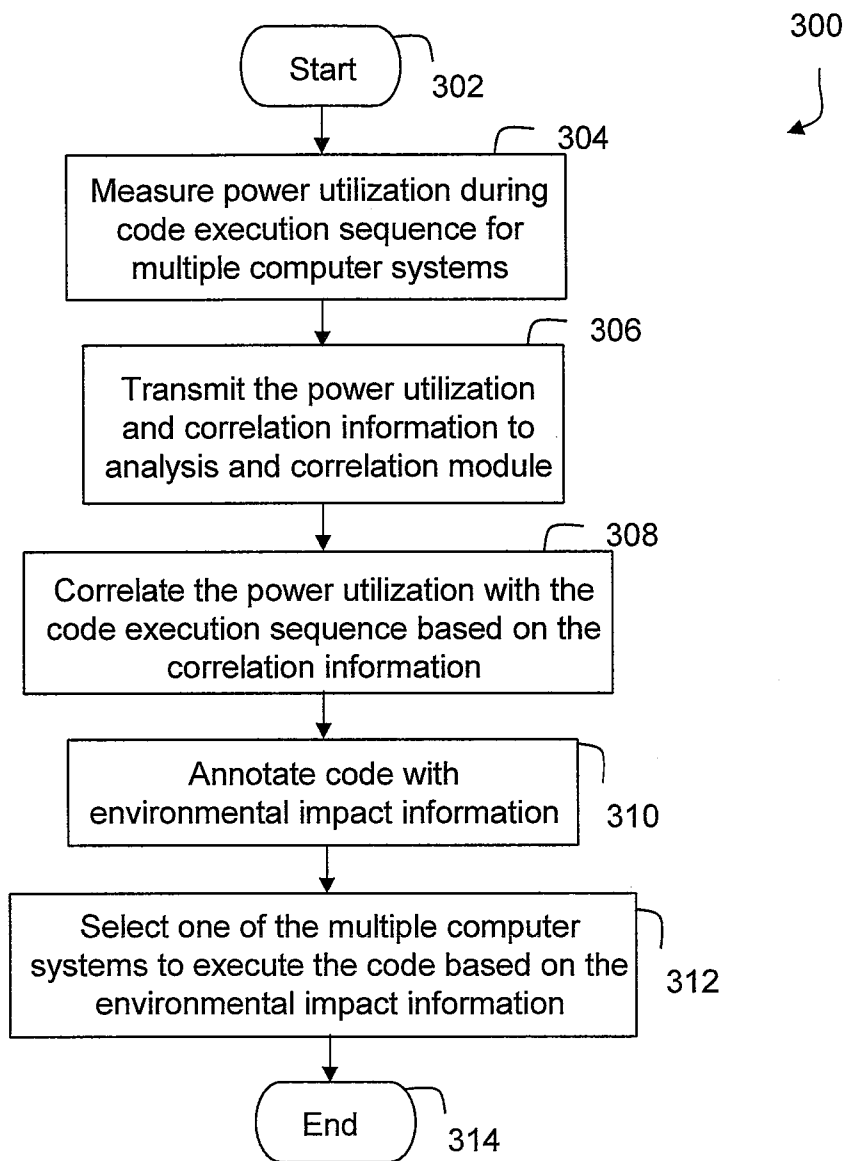 300
Start
302
304
Measure power utilization during
code execution sequence for
multiple computer systems
306
Transmit the power utilization
and correlation information to
analysis and correlation module
308
Correlate the power utilization with the
code execution sequence based on the
correlation information
Annotate code with
environmental impact information
310
Select one of the multiple computer
systems to execute the code based on the
environmental impact information
312
End
314